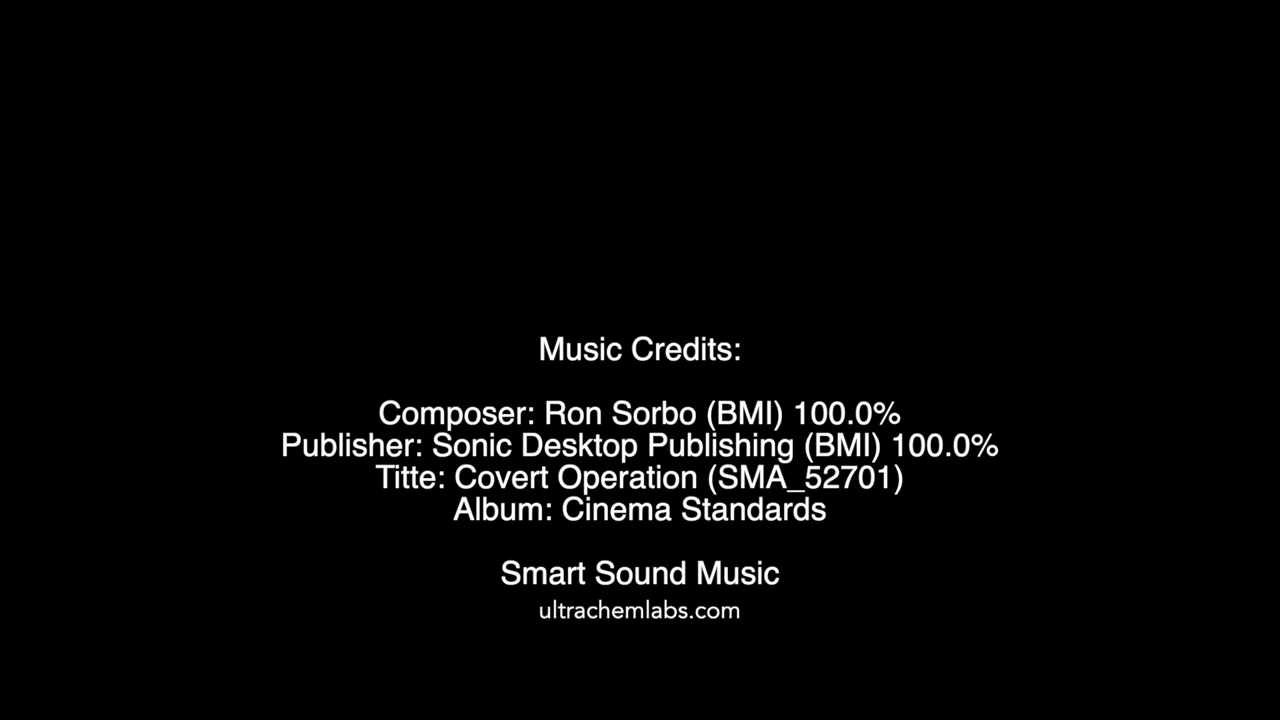 Music Credits:
Composer: Ron Sorbo (BMI) 100.0%
Publisher: Sonic Desktop Publishing (BMI) 100.0%
Titte: Covert Operation (SMA_52701)
Album: Cinema Standards
Smart Sound Music
ultrachemlabs.com